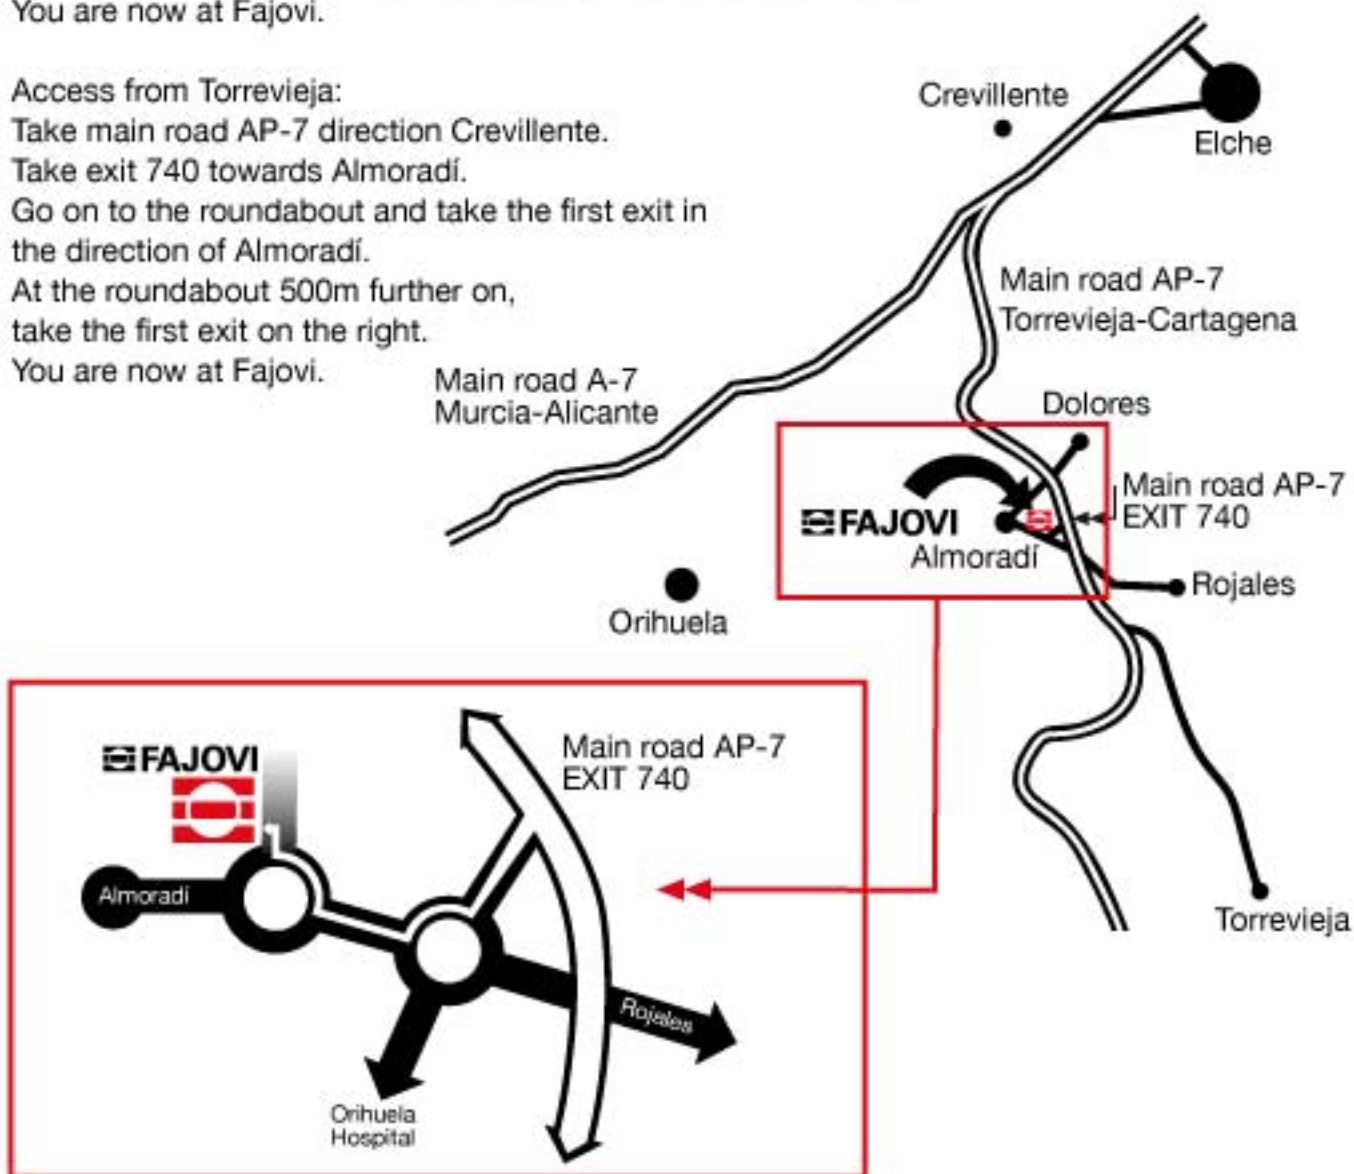 You are now at Fajovi.
Access from Torrevieja:
Take main road AP-7 direction Crevillente.
Take exit 740 towards Almoradí.
Go on to the roundabout and take the first exit in
the direction of Almoradí.
At the roundabout 500m further on,
take the first exit on the right.
You are now at Fajovi.
Crevillente
Elche
Main road AP-7
Torrevieja-Cartagena
Main road A-7
Murcia-Alicante
Dolores
Main road AP-7
EXIT 740
FAJOVI
Almoradí
Rojales
Orihuela
Torrevieja
FAJOVI
Main road AP-7
EXIT 740
Almoradí
Rojales
Orihuela
Hospital